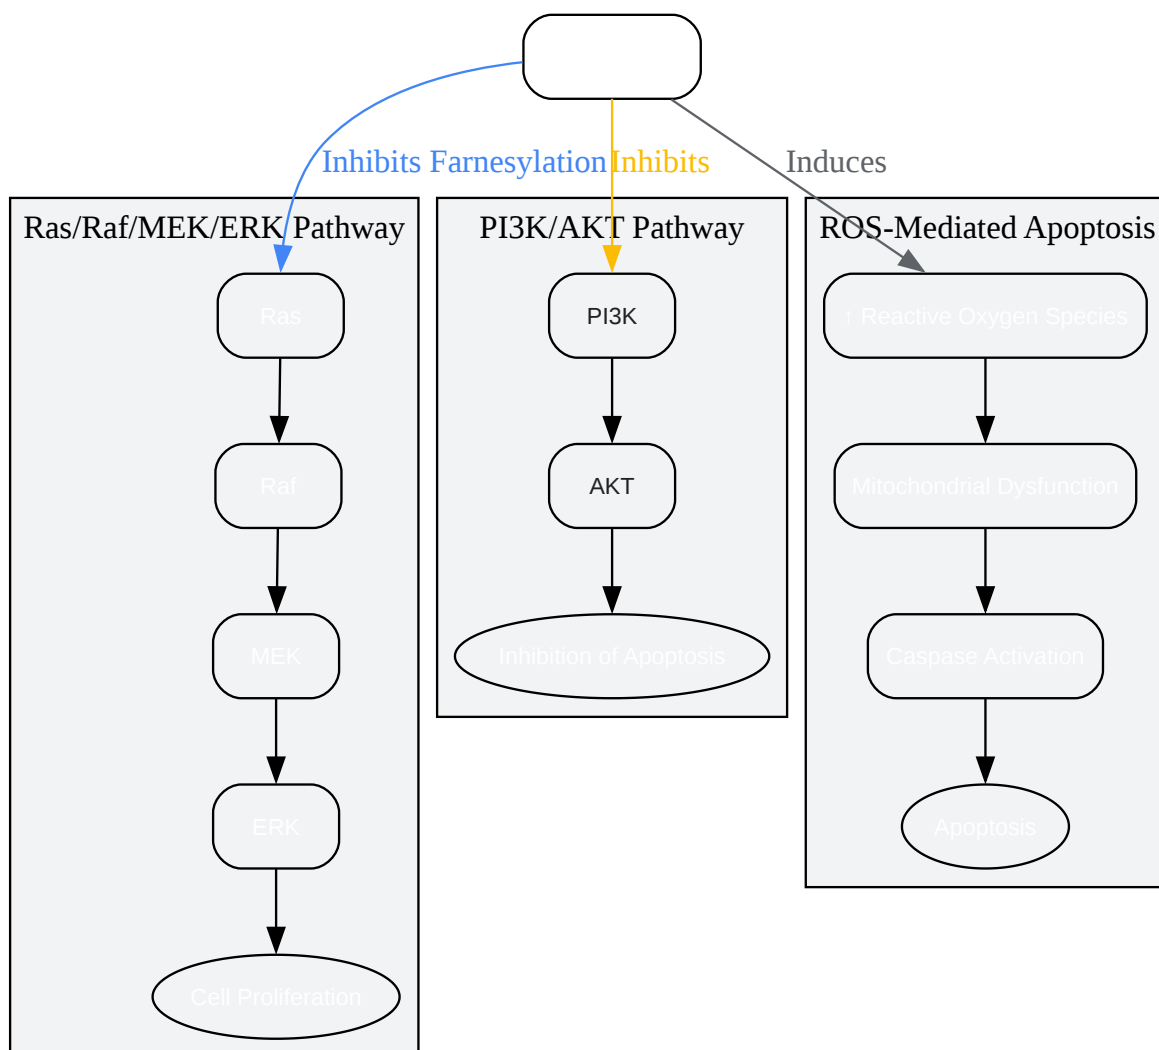 Inhibits Farnesylation
Inhibits
Induces
Ras/Raf/MEK/ERK Pathway
Ras
Raf
MEK
ERK
Cell Proliferation
PI3K/AKT Pathway
PI3K
AKT
Inhibition of Apoptosis
ROS-Mediated Apoptosis
↑ Reactive Oxygen Species
Mitochondrial Dysfunction
Caspase Activation
Apoptosis